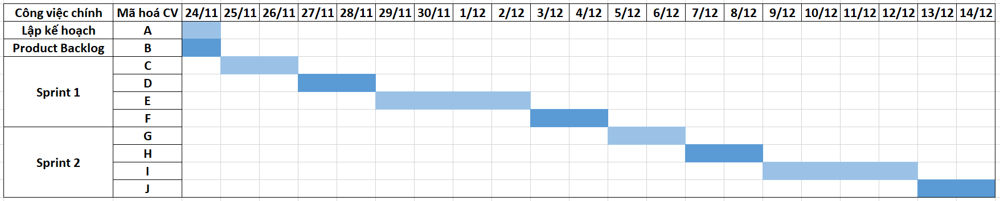 Công việc chính Mã hoá CV 24/11 25/11 26/11 27/11 28/11 29/11 30/11 1/12 2/12 3/12 4/12 5/12 6/12 7/12 8/12 9/12 10/12 11/12 12/12 13/12 14/12
Lập kế hoạch A
Product Backlog B
Sprint 1
C
D
E
F
Sprint 2
G
H
I
J